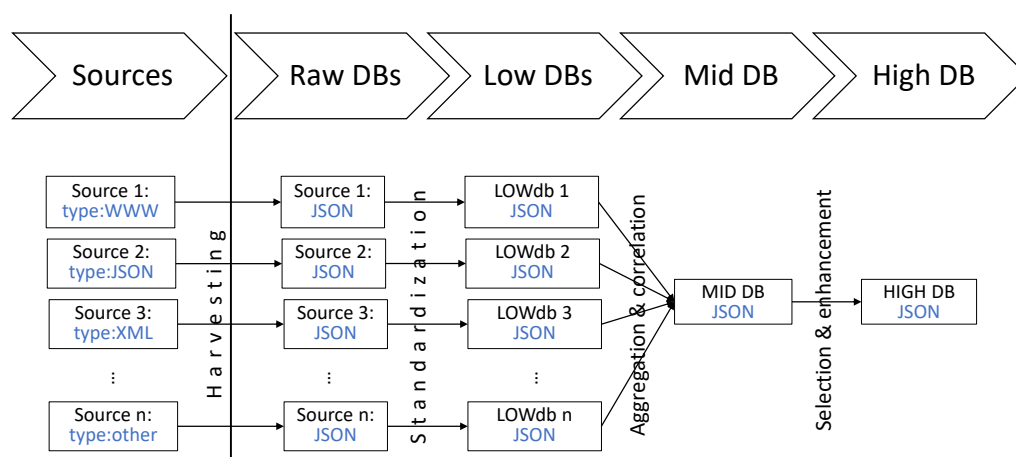 Sources
Raw DBs
Low DBs
Mid DB
High DB
Source 1:
type:WWW
Source 1:
JSON
LOWdb 1
JSON
Source 2:
type:JSON
Source 2:
JSON
LOWdb 2
JSON
Source 3:
type:XML
Source 3:
JSON
LOWdb 3
JSON
...
...
...
Source n:
type:other
Source n:
JSON
LOWdb n
JSON
Harvesting
Standardization
Aggregation & correlation
MID DB
JSON
Selection & enhancement
HIGH DB
JSON